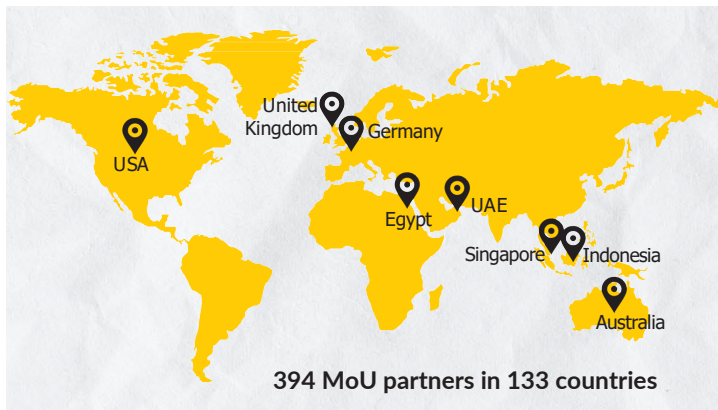 United
Kingdom
Germany
USA
Egypt
UAE
Singapore
Indonesia
Australia
394 MoU partners in 133 countries